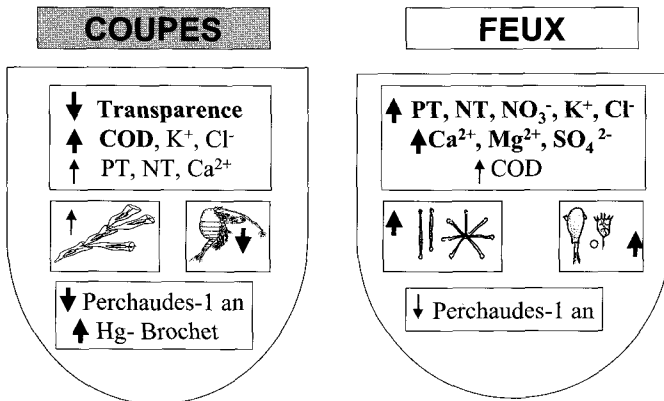 COUPES
↓ Transparence
↑ COD, K⁺, Cl⁻
↑ PT, NT, Ca²⁺
↓ Perchaudes-1 an
↑ Hg- Brochet
FEUX
↑ PT, NT, NO₃⁻, K⁺, Cl⁻
↑ Ca²⁺, Mg²⁺, SO₄²⁻
↑ COD
↓ Perchaudes-1 an